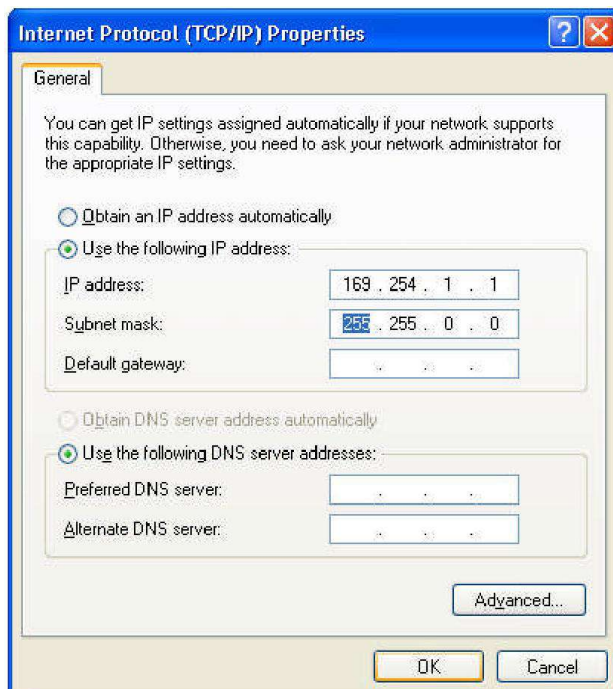 Internet Protocol (TCP/IP) Properties
General
You can get IP settings assigned automatically if your network supports
this capability. Otherwise, you need to ask your network administrator for
the appropriate IP settings.
Obtain an IP address automatically
Use the following IP address:
IP address: 169 . 254 . 1 . 1
Subnet mask: 255 . 255 . 0 . 0
Default gateway: . . .
Obtain DNS server address automatically
Use the following DNS server addresses:
Preferred DNS server: . . .
Alternate DNS server: . . .
Advanced...
OK Cancel